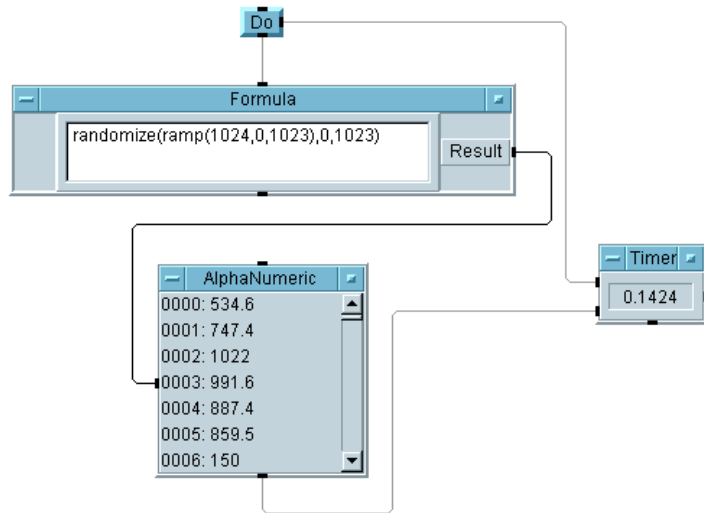 Do
Formula
randomize(ramp(1024,0,1023),0,1023)
Result
Timer
0.1424
AlphaNumeric
0000: 534.6
0001: 747.4
0002: 1022
0003: 991.6
0004: 887.4
0005: 859.5
0006: 150